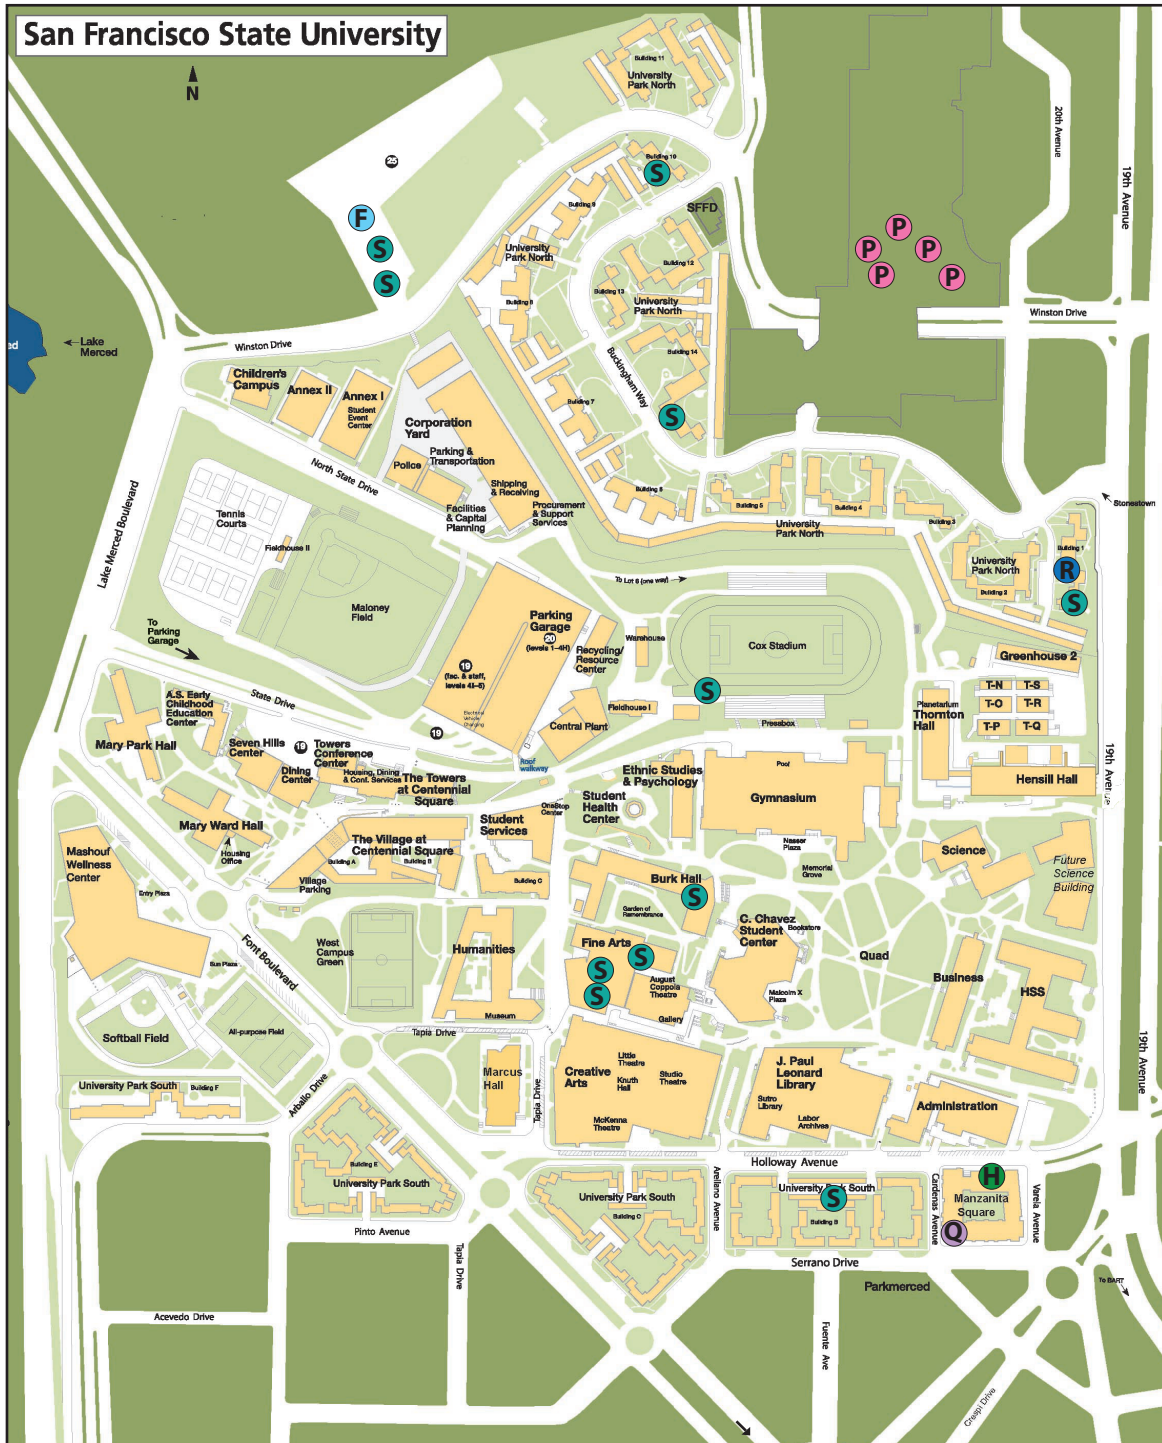 San Francisco State University
N
Building 11
University
Park North
20th Avenue
19th Avenue
25
Building 10
S
Building 9
SFFD
F
S
S
University
Park North
Building 12
P
P
P
P
P
Building 13
University
Park North
Building 8
Winston Drive
ed
Lake
Merced
Winston Drive
Building 14
Buckingham Way
Children's
Campus
Annex II
Annex I
Student
Event
Center
Building 7
S
Corporation
Yard
Parking &
Transportation
Police
North State Drive
Shipping
& Receiving
Facilities
& Capital
Planning
Procurement
& Support
Services
Building 6
Building 5
Building 4
Building 3
University
Park North
Stonestown
Lake Merced Boulevard
Tennis
Courts
Fieldhouse II
Building 1
R
S
University
Park North
Building 2
To Lot 6 (one way)
Maloney
Field
Parking
Garage
20
(levels 1–4H)
19
(fac. & staff,
levels 4I–5)
Electrical
Vehicle
Charging
Warehouse
Recycling/
Resource
Center
Cox Stadium
Greenhouse 2
To
Parking
Garage
State Drive
T-N
T-S
T-O
T-R
T-P
T-Q
Planetarium
Thornton
Hall
A.S. Early
Childhood
Education
Center
S
Fieldhouse I
Central Plant
Pressbox
Mary Park Hall
Seven Hills
Center
19
Towers
Conference
Center
19
Dining
Center
Housing, Dining
& Conf. Services
The Towers
at Centennial
Square
Roof
walkway
Ethnic Studies
& Psychology
Pool
Gymnasium
Hensill Hall
19th Avenue
Student
Health
Center
OneStop
Center
Student
Services
Mary Ward Hall
Housing
Office
The Village at
Centennial Square
Building A
Building B
Building C
Village
Parking
Nasser
Plaza
Memorial
Grove
Science
Future
Science
Building
Mashouf
Wellness
Center
Entry Plaza
Burk Hall
S
Garden of
Remembrance
C. Chavez
Student
Center
Bookstore
Malcolm X
Plaza
Quad
Font Boulevard
Sun Plaza
West
Campus
Green
Humanities
Museum
Fine Arts
S
S
S
August
Coppola
Theatre
Gallery
Business
HSS
Softball Field
All-purpose Field
Tapia Drive
Marcus
Hall
Tapia Drive
Creative
Arts
Little
Theatre
Knuth
Hall
Studio
Theatre
McKenna
Theatre
J. Paul
Leonard
Library
Sutro
Library
Labor
Archives
Administration
19th Avenue
University Park South
Building F
Arballo Drive
Holloway Avenue
Building E
University Park South
University Park South
Building C
Arellano Avenue
University Park South
S
Building B
Cardenas Avenue
H
Manzanita
Square
Q
Varela Avenue
Pinto Avenue
Tapia Drive
Serrano Drive
Parkmerced
To BART
Acevedo Drive
Fuente Ave
Crespi Drive